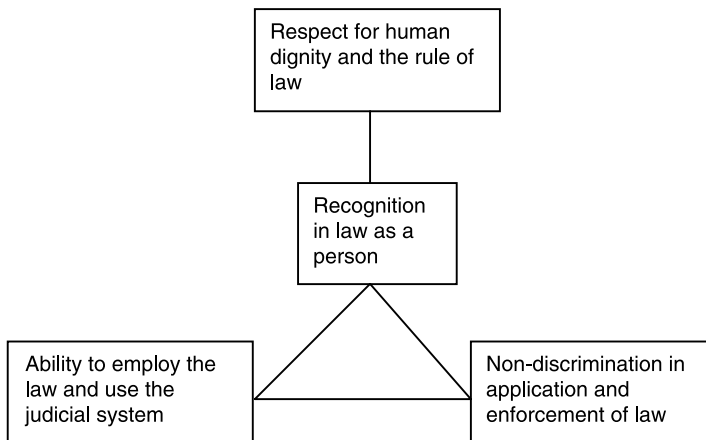 Respect for human
dignity and the rule of
law
Recognition
in law as a
person
Ability to employ the
law and use the
judicial system
Non-discrimination in
application and
enforcement of law